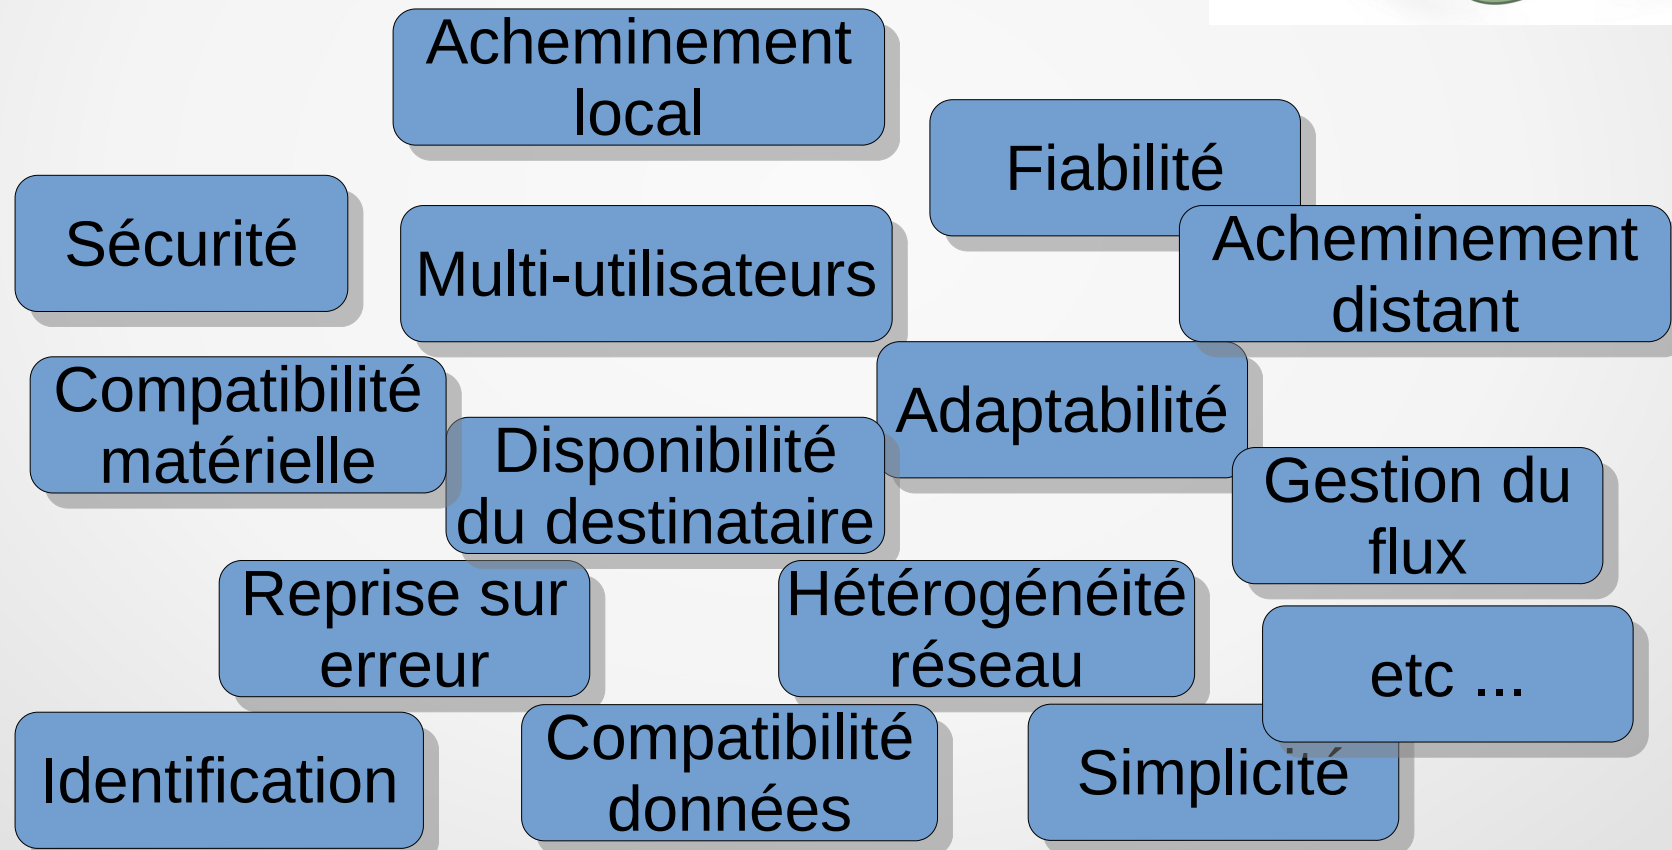 Acheminement
local
Fiabilité
Sécurité
Multi-utilisateurs
Acheminement
distant
Compatibilité
matérielle
Disponibilité
du destinataire
Adaptabilité
Gestion du
flux
Reprise sur
erreur
Hétérogénéité
réseau
etc ...
Identification
Compatibilité
données
Simplicité